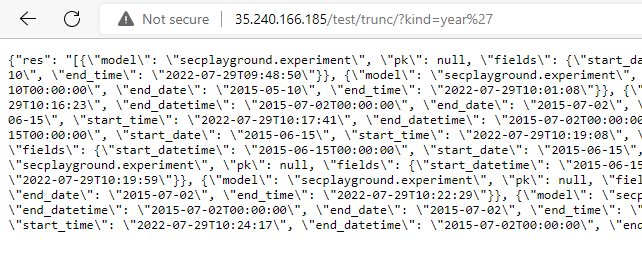 Not secure | 35.240.166.185/test/trunc/?kind=year%27
{"res": "[{\"model\": \"secplayground.experiment\", \"pk\": null, \"fields\": {\"start_da
10\", \"end_time\": \"2022-07-29T09:48:50\"}}, {\"model\": \"secplayground.experiment\",
10T00:00:00\", \"end_date\": \"2015-05-10\", \"end_time\": \"2022-07-29T10:01:08\"}}, {\"
29T10:16:23\", \"end_datetime\": \"2015-07-02T00:00:00\", \"end_date\": \"2015-07-02\",
06-15\", \"start_time\": \"2022-07-29T10:17:41\", \"end_datetime\": \"2015-07-02T00:00:00
15T00:00:00\", \"start_date\": \"2015-06-15\", \"start_time\": \"2022-07-29T10:19:08\",
\"fields\": {\"start_datetime\": \"2015-06-15T00:00:00\", \"start_date\": \"2015-06-15\",
\"secplayground.experiment\", \"pk\": null, \"fields\": {\"start_datetime\": \"2015-06-15
\"2022-07-29T10:19:59\"}}, {\"model\": \"secplayground.experiment\", \"pk\": null, \"fiel
\"end_date\": \"2015-07-02\", \"end_time\": \"2022-07-29T10:22:29\"}}, {\"model\": \"secp
\"end_datetime\": \"2015-07-02T00:00:00\", \"end_date\": \"2015-07-02\", \"end_time\": \"
\"start_time\": \"2022-07-29T10:24:17\", \"end_datetime\": \"2015-07-02T00:00:00\", \"end